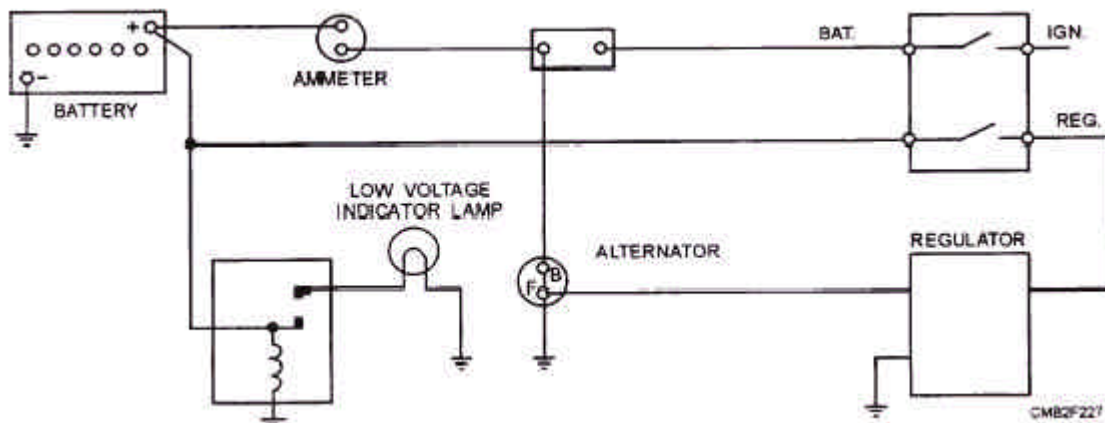 +
-
BATTERY
AMMETER
BAT.
IGN.
REG.
LOW VOLTAGE
INDICATOR LAMP
ALTERNATOR
B
F
REGULATOR
CMB2F227